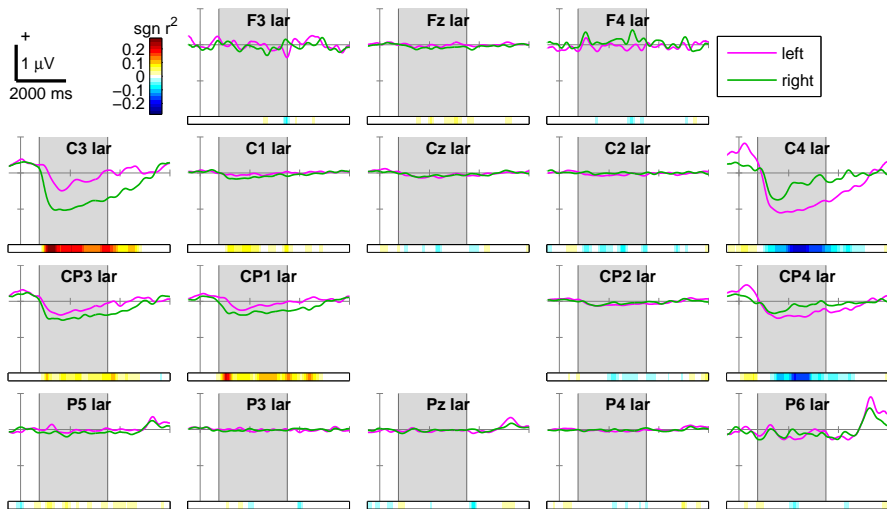 +
1 μV
2000 ms
sgn r²
0.2
0.1
0
−0.1
−0.2
F3 lar
Fz lar
F4 lar
left
right
C3 lar
C1 lar
Cz lar
C2 lar
C4 lar
CP3 lar
CP1 lar
CP2 lar
CP4 lar
P5 lar
P3 lar
Pz lar
P4 lar
P6 lar